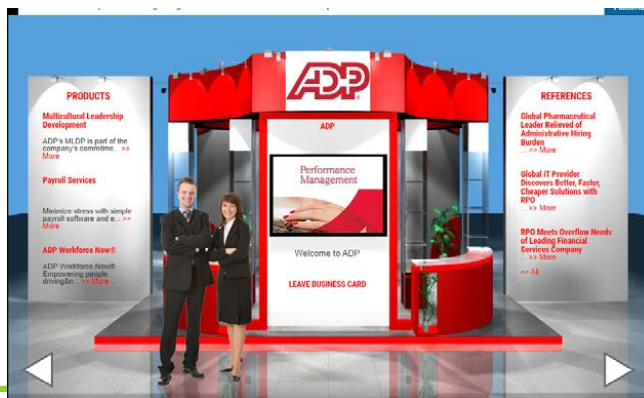 PRODUCTS
Multicultural Leadership
Development
ADP's MLDP is part of the
company's commitme... >>
More
Payroll Services
Minimize stress with simple
payroll software and e... >>
More
ADP Workforce Now®
ADP Workforce Now®
Empowering people,
driving&n... >> More
ADP
ADP
Performance
Management
Welcome to ADP
LEAVE BUSINESS CARD
REFERENCES
Global Pharmaceutical
Leader Relieved of
Administrative Hiring
Burden
... >> More
Global IT Provider
Discovers Better, Faster,
Cheaper Solutions with
RPO
... >> More
RPO Meets Overflow Needs
of Leading Financial
Services Company
... >> More
>> All